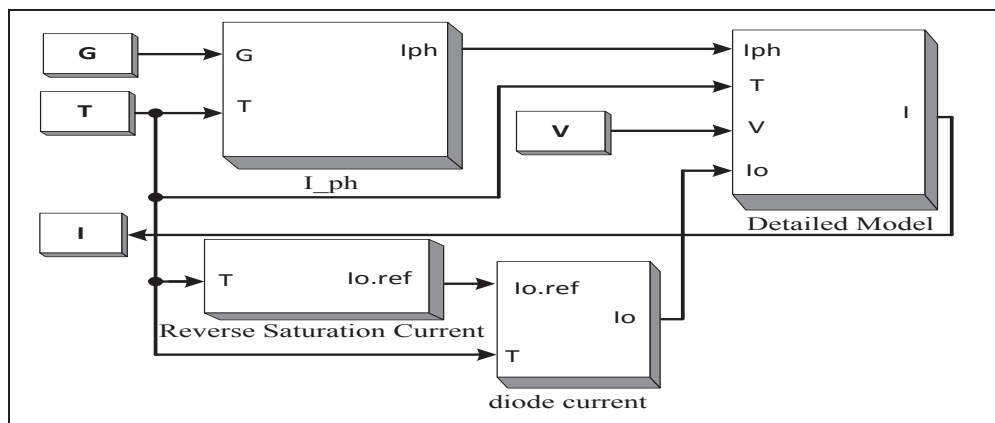 G
T
G
T
Iph
I_ph
V
Iph
T
V
Io
I
Detailed Model
I
T
Io.ref
Reverse Saturation Current
Io.ref
T
Io
diode current